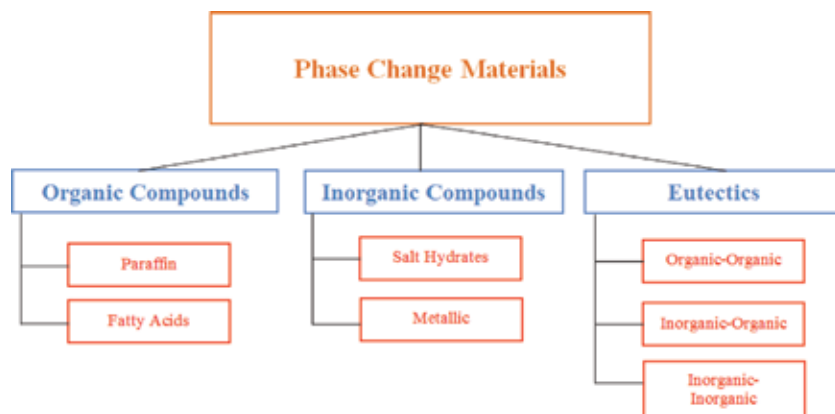 Phase Change Materials
Organic Compounds
Paraffin
Fatty Acids
Inorganic Compounds
Salt Hydrates
Metallic
Eutectics
Organic-Organic
Inorganic-Organic
Inorganic-
Inorganic